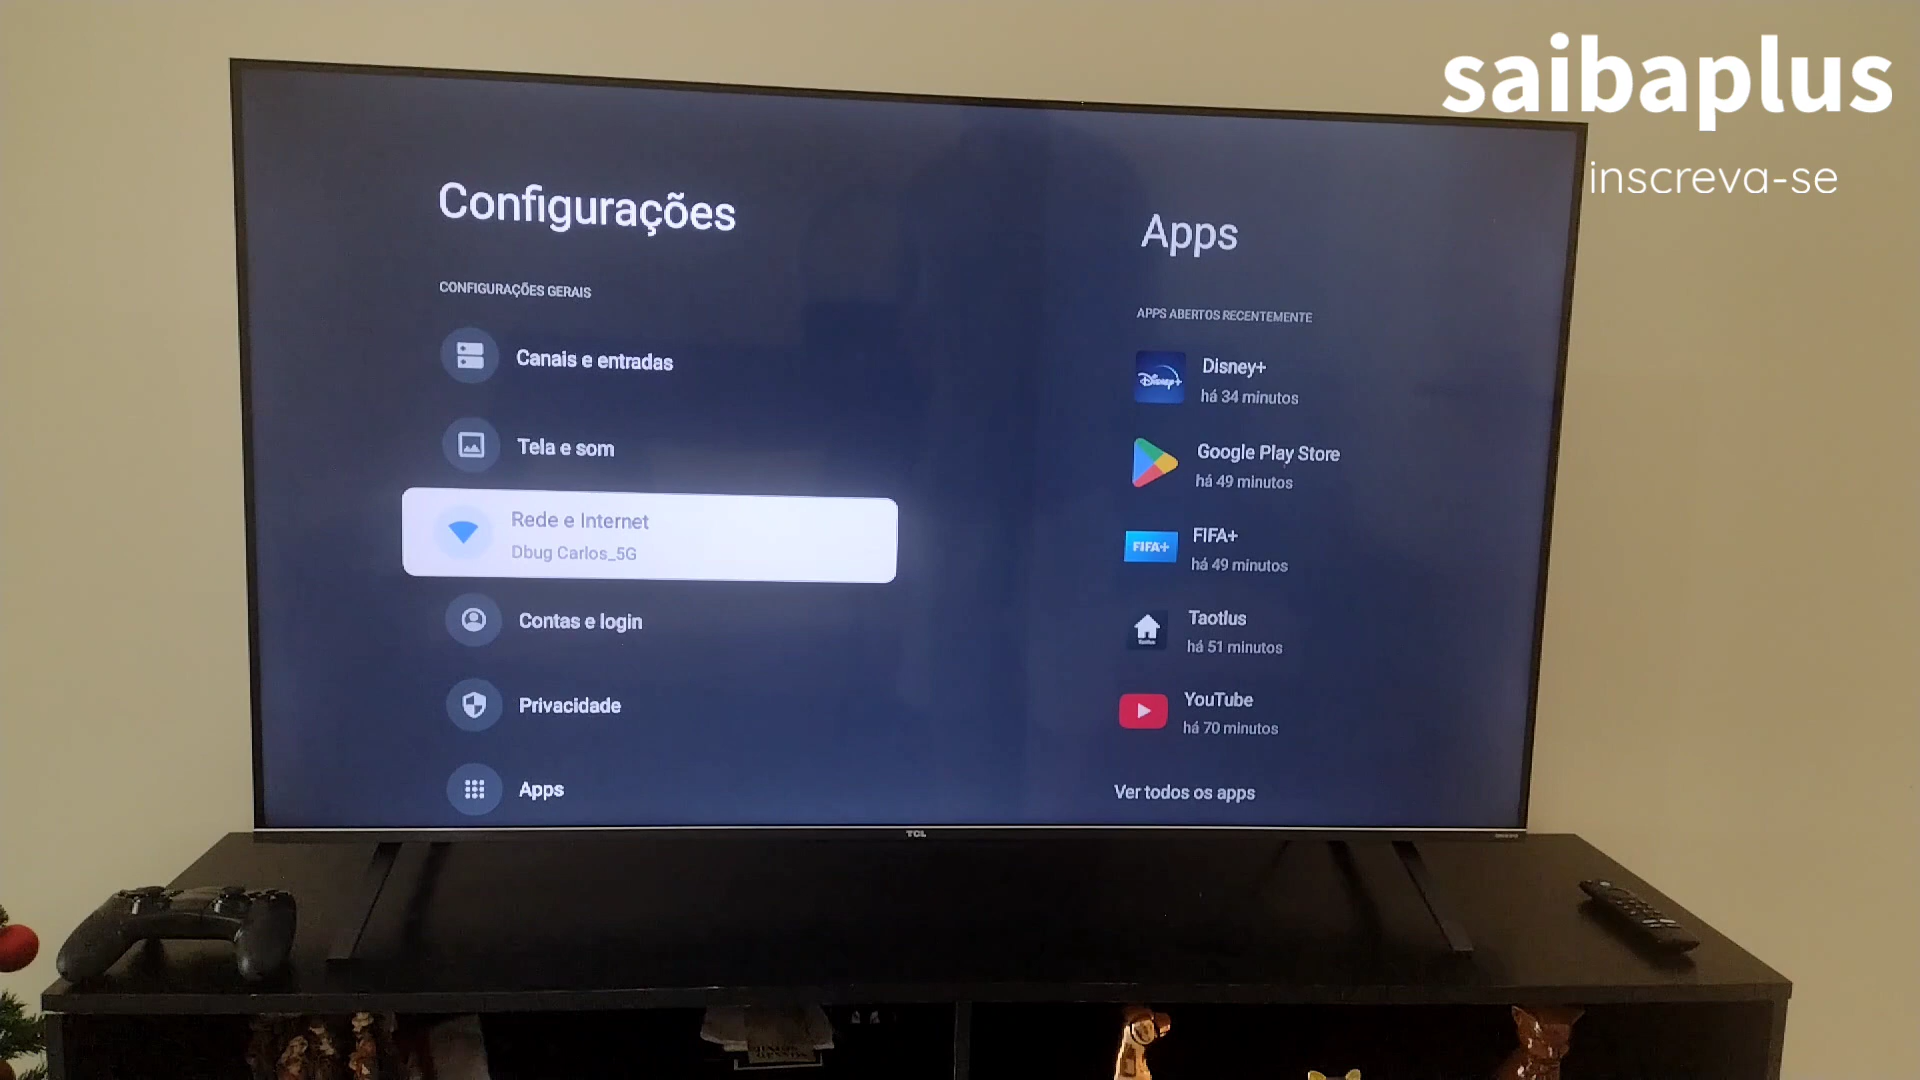 saibaplus
inscreva-se
Configurações
CONFIGURAÇÕES GERAIS
Canais e entradas
Tela e som
Rede e Internet
Dbug Carlos_5G
Contas e login
Privacidade
Apps
Apps
APPS ABERTOS RECENTEMENTE
Disney+
Disney+
há 34 minutos
Google Play Store
há 49 minutos
FIFA+
FIFA+
há 49 minutos
Taotlus
há 51 minutos
YouTube
há 70 minutos
Ver todos os apps
TCL